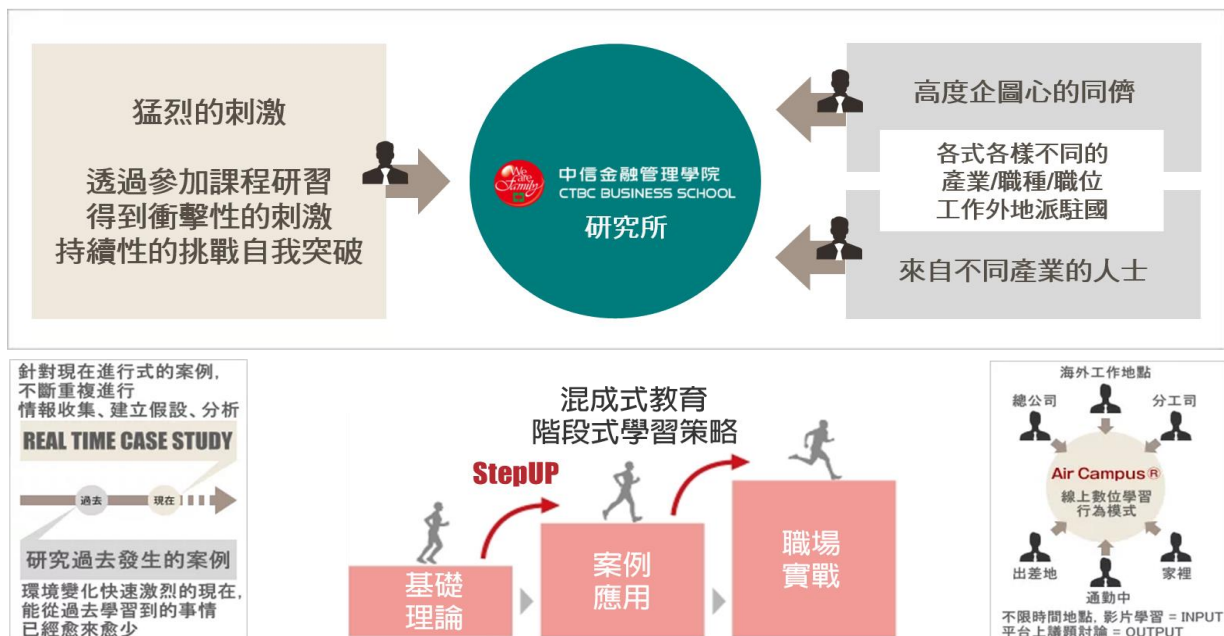 猛烈的刺激
透過參加課程研習
得到衝擊性的刺激
持續性的挑戰自我突破
We are Family
中信金融管理學院
CTBC BUSINESS SCHOOL
研究所
高度企圖心的同儕
各式各樣不同的
產業/職種/職位
工作外地派駐國
來自不同產業的人士
針對現在進行式的案例,
不斷重複進行
情報收集、建立假設、分析
REAL TIME CASE STUDY
過去
現在
研究過去發生的案例
環境變化快速激烈的現在,
能從過去學習到的事情
已經愈來愈少
混成式教育
階段式學習策略
StepUP
基礎
理論
案例
應用
職場
實戰
海外工作地點
總公司
分工司
Air Campus®
線上數位學習
行為模式
出差地
家裡
通勤中
不限時間地點, 影片學習 = INPUT
平台上議題討論 = OUTPUT